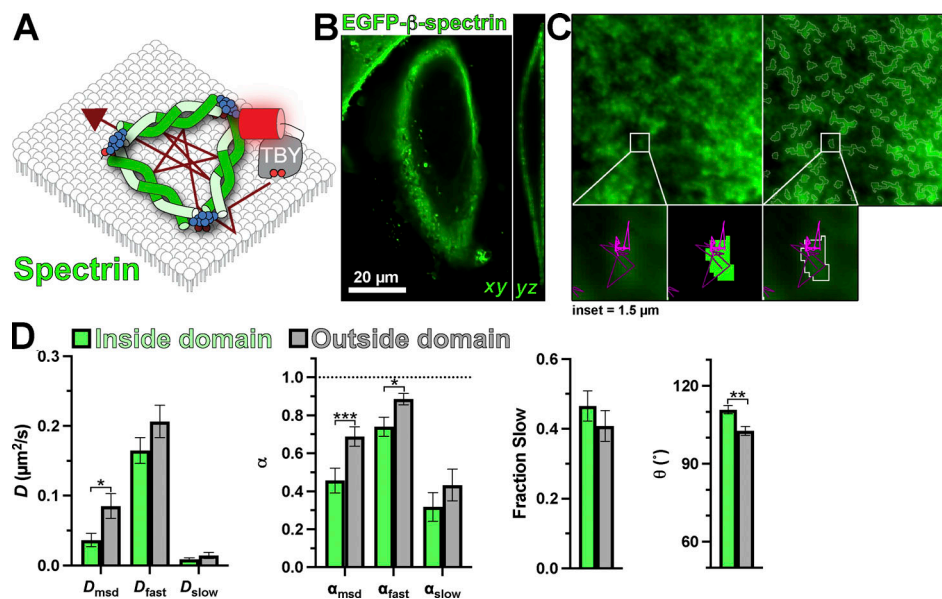 A
TBY
Spectrin
B
EGFP-β-spectrin
20 µm
xy
yz
C
inset = 1.5 µm
D
Inside domain
Outside domain
D (µm²/s)
0.3
0.2
0.1
0.0
*
Dmsd
Dfast
Dslow
α
1.0
0.8
0.6
0.4
0.2
0.0
***
*
αmsd
αfast
αslow
Fraction Slow
0.6
0.4
0.2
0.0
θ (°)
110
90
60
**